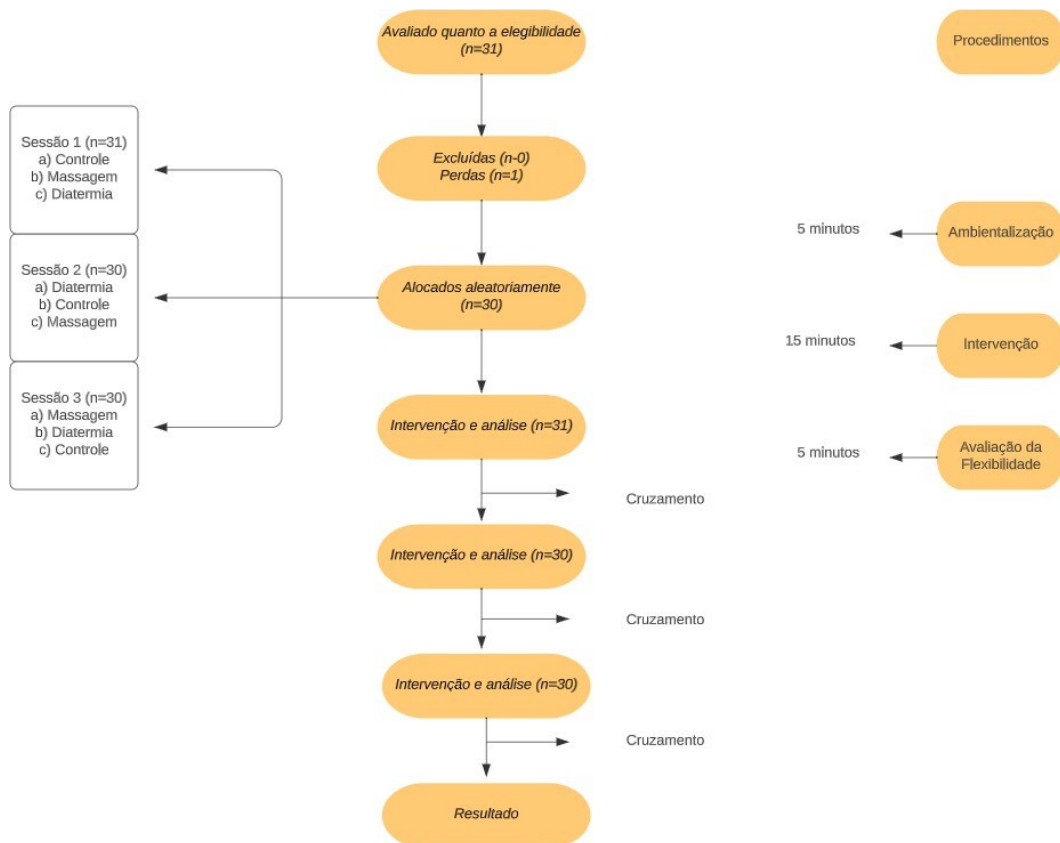 Avaliado quanto a elegibilidade
(n=31)
Procedimentos
Sessão 1 (n=31)
a) Controle
b) Massagem
c) Diatermia
Excluídas (n-0)
Perdas (n=1)
5 minutos
Ambientalização
Sessão 2 (n=30)
a) Diatermia
b) Controle
c) Massagem
Alocados aleatoriamente
(n=30)
15 minutos
Intervenção
Sessão 3 (n=30)
a) Massagem
b) Diatermia
c) Controle
Intervenção e análise (n=31)
5 minutos
Avaliação da
Flexibilidade
Cruzamento
Intervenção e análise (n=30)
Cruzamento
Intervenção e análise (n=30)
Cruzamento
Resultado